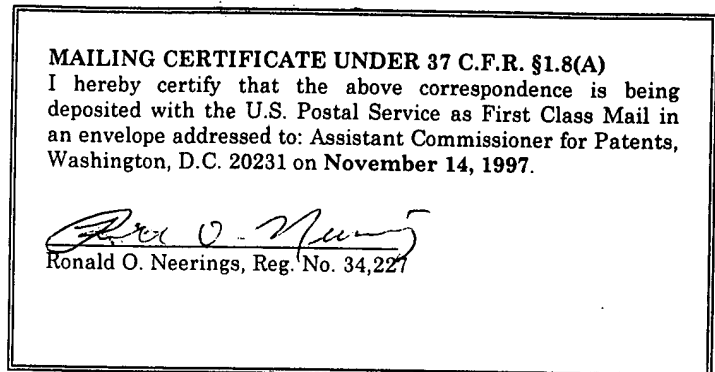 MAILING CERTIFICATE UNDER 37 C.F.R. §1.8(A)
I hereby certify that the above correspondence is being
deposited with the U.S. Postal Service as First Class Mail in
an envelope addressed to: Assistant Commissioner for Patents,
Washington, D.C. 20231 on November 14, 1997.
Ronald O. Neerings, Reg. No. 34,227